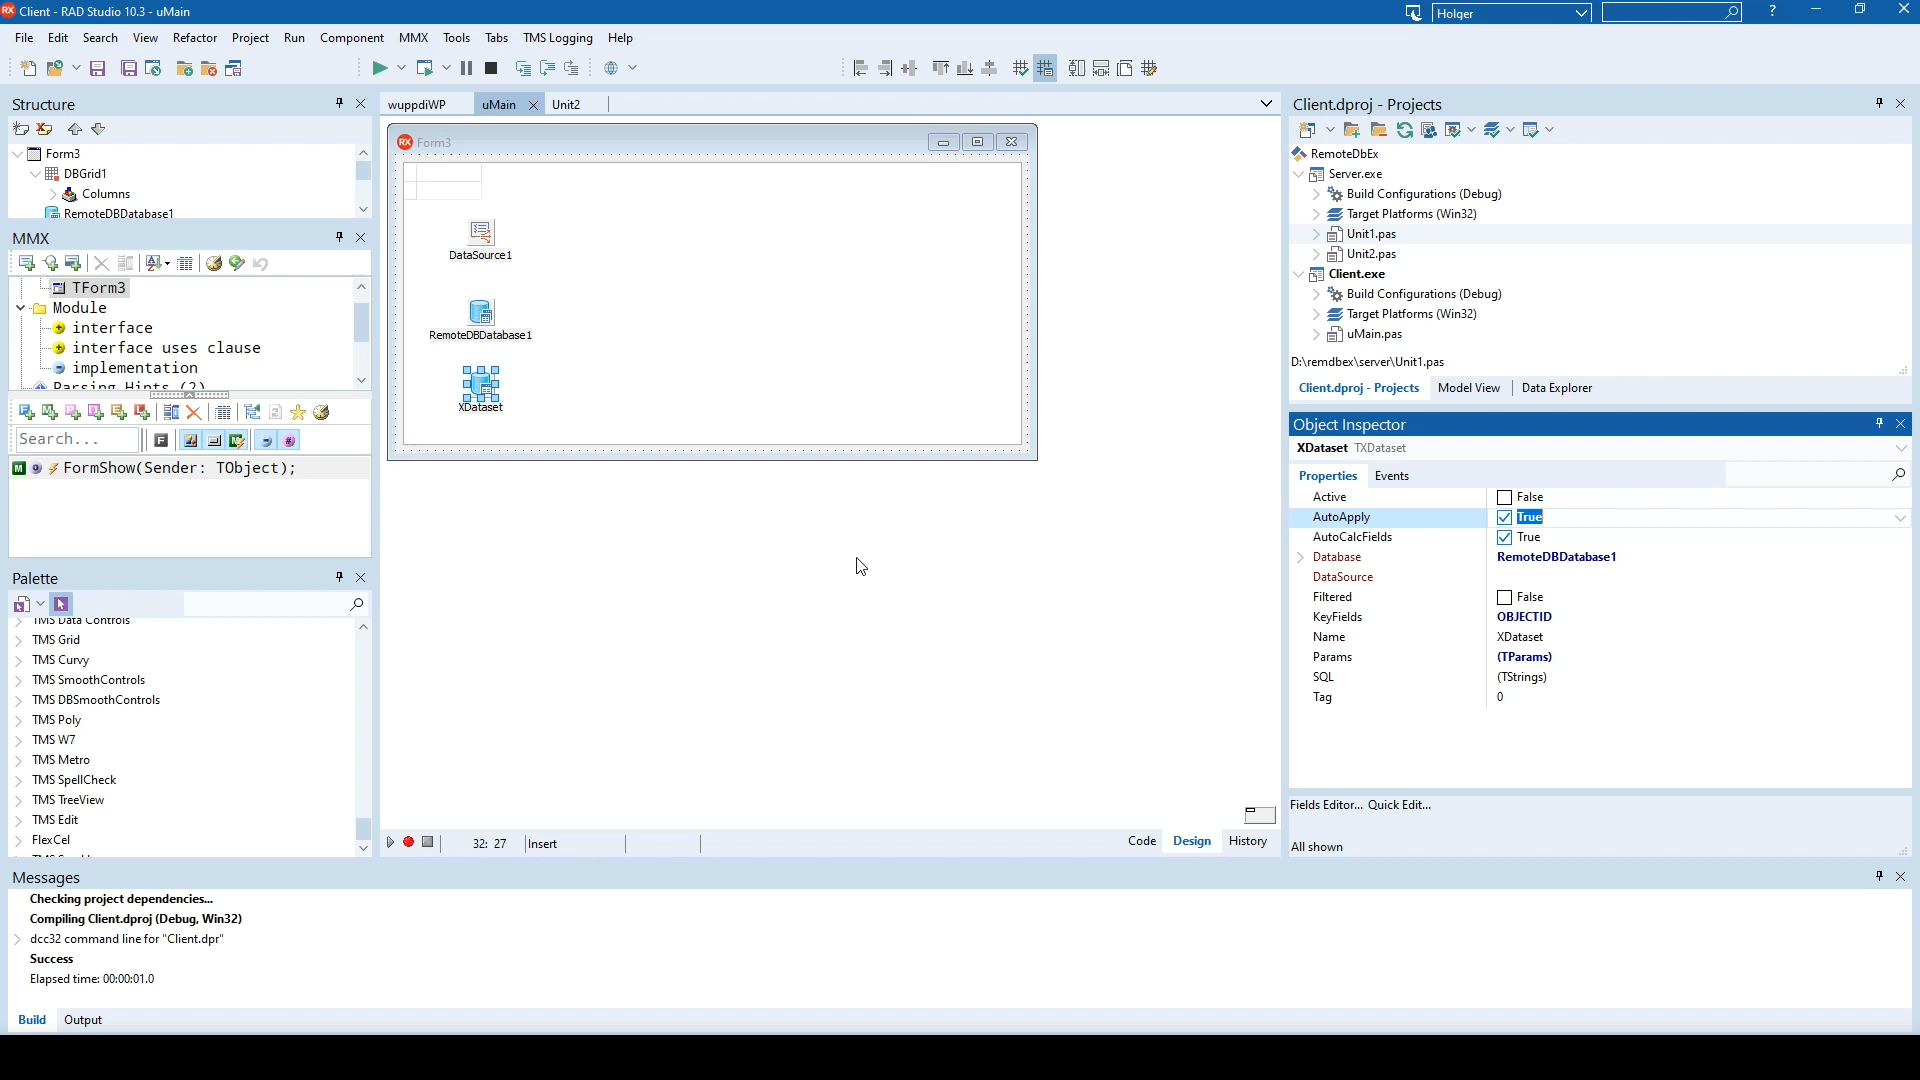 Client - RAD Studio 10.3 - uMain
Holger
?
File Edit Search View Refactor Project Run Component MMX Tools Tabs TMS Logging Help
Structure
Form3
DBGrid1
Columns
RemoteDBDatabase1
MMX
TForm3
Module
interface
interface uses clause
implementation
Parsing Hints (2)
Search...
FormShow(Sender: TObject);
Palette
TMS Data Controls
TMS Grid
TMS Curvy
TMS SmoothControls
TMS DBSmoothControls
TMS Poly
TMS W7
TMS Metro
TMS SpellCheck
TMS TreeView
TMS Edit
FlexCel
wuppdiWP uMain Unit2
Form3
DataSource1
RemoteDBDatabase1
XDataset
32: 27 Insert
Code Design History
Client.dproj - Projects
RemoteDbEx
Server.exe
Build Configurations (Debug)
Target Platforms (Win32)
Unit1.pas
Unit2.pas
Client.exe
Build Configurations (Debug)
Target Platforms (Win32)
uMain.pas
D:\remdbex\server\Unit1.pas
Client.dproj - Projects Model View Data Explorer
Object Inspector
XDataset TXDataset
Properties Events
Active False
AutoApply True
AutoCalcFields True
Database RemoteDBDatabase1
DataSource
Filtered False
KeyFields OBJECTID
Name XDataset
Params (TParams)
SQL (TStrings)
Tag 0
Fields Editor... Quick Edit...
All shown
Messages
Checking project dependencies...
Compiling Client.dproj (Debug, Win32)
dcc32 command line for "Client.dpr"
Success
Elapsed time: 00:00:01.0
Build Output